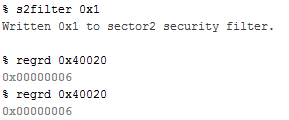 % s2filter 0x1
Written 0x1 to sector2 security filter.
% regrd 0x40020
0x00000006
% regrd 0x40020
0x00000006